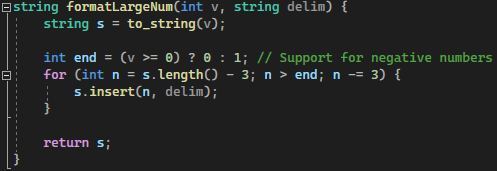 string formatLargeNum(int v, string delim) {
    string s = to_string(v);

    int end = (v >= 0) ? 0 : 1; // Support for negative numbers
    for (int n = s.length() - 3; n > end; n -= 3) {
        s.insert(n, delim);
    }

    return s;
}